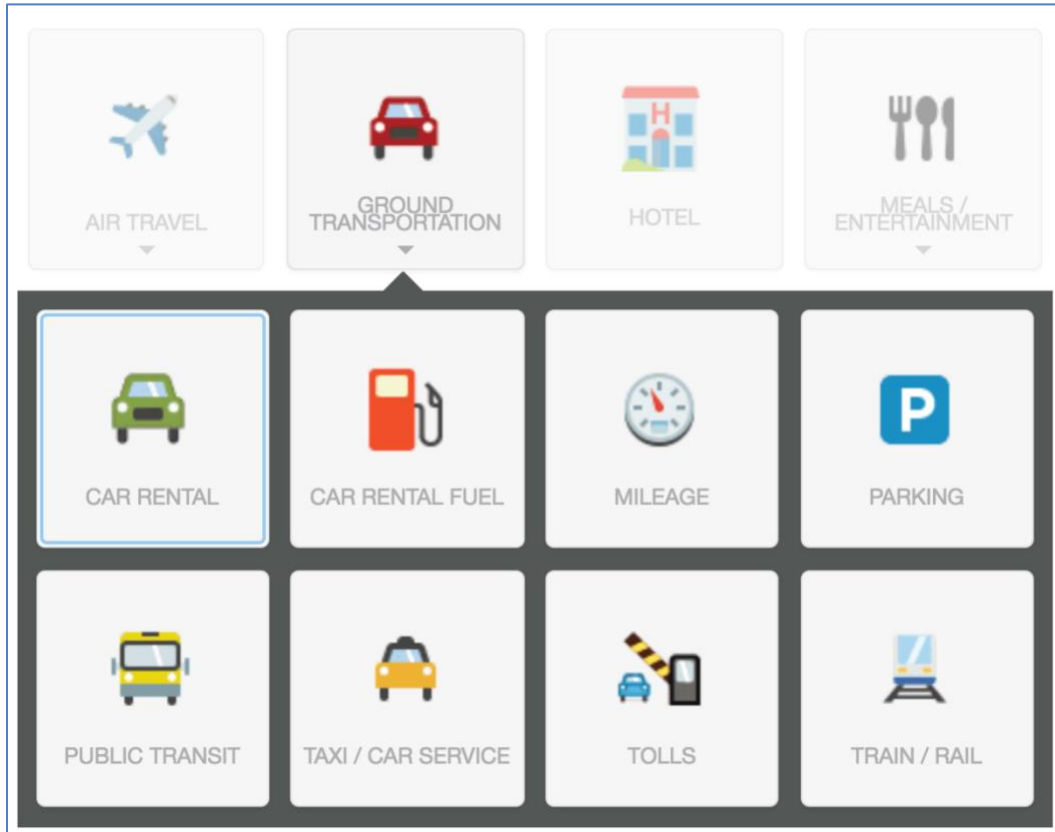 AIR TRAVEL
GROUND
TRANSPORTATION
H
HOTEL
MEALS /
ENTERTAINMENT
CAR RENTAL
CAR RENTAL FUEL
MILEAGE
P
PARKING
PUBLIC TRANSIT
TAXI / CAR SERVICE
TOLLS
TRAIN / RAIL